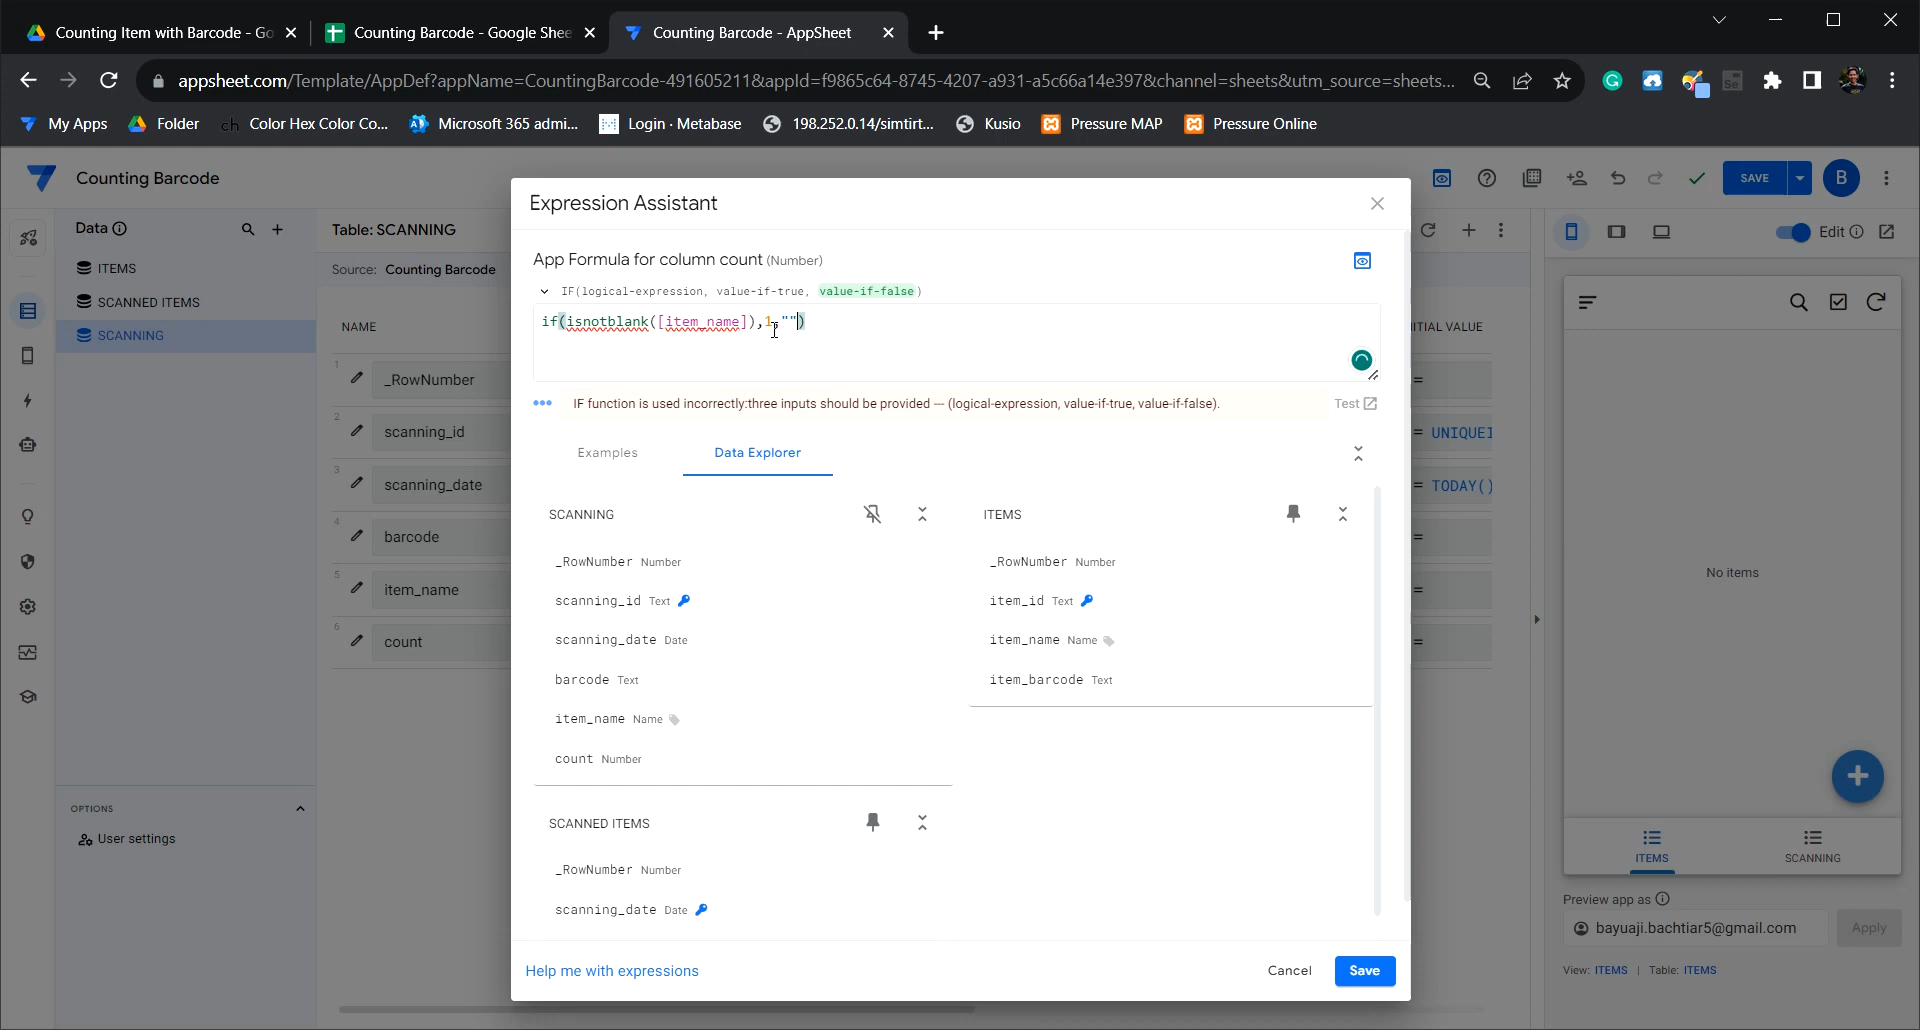 Counting Item with Barcode - Go
Counting Barcode - Google Shee
Counting Barcode - AppSheet
appsheet.com/Template/AppDef?appName=CountingBarcode-491605211&appId=f9865c64-8745-4207-a931-a5c66a14e397&channel=sheets&utm_source=sheets...
My Apps
Folder
ch Color Hex Color Co...
Microsoft 365 admi...
Login · Metabase
198.252.0.14/simtirt...
Kusio
Pressure MAP
Pressure Online
Counting Barcode
SAVE
B
Data
ITEMS
SCANNED ITEMS
SCANNING
OPTIONS
User settings
Table: SCANNING
Source: Counting Barcode
NAME
1 _RowNumber
2 scanning_id
3 scanning_date
4 barcode
5 item_name
6 count
Expression Assistant
App Formula for column count (Number)
IF(logical-expression, value-if-true, value-if-false)
if(isnotblank([item_name]),1,"")
IF function is used incorrectly:three inputs should be provided -- (logical-expression, value-if-true, value-if-false).
Test
Examples
Data Explorer
SCANNING
_RowNumber Number
scanning_id Text
scanning_date Date
barcode Text
item_name Name
count Number
SCANNED ITEMS
_RowNumber Number
scanning_date Date
ITEMS
_RowNumber Number
item_id Text
item_name Name
item_barcode Text
Help me with expressions
Cancel
Save
ITIAL VALUE
=
= UNIQUEI
= TODAY()
=
=
=
Edit
No items
ITEMS
SCANNING
Preview app as
bayuaji.bachtiar5@gmail.com
Apply
View: ITEMS | Table: ITEMS